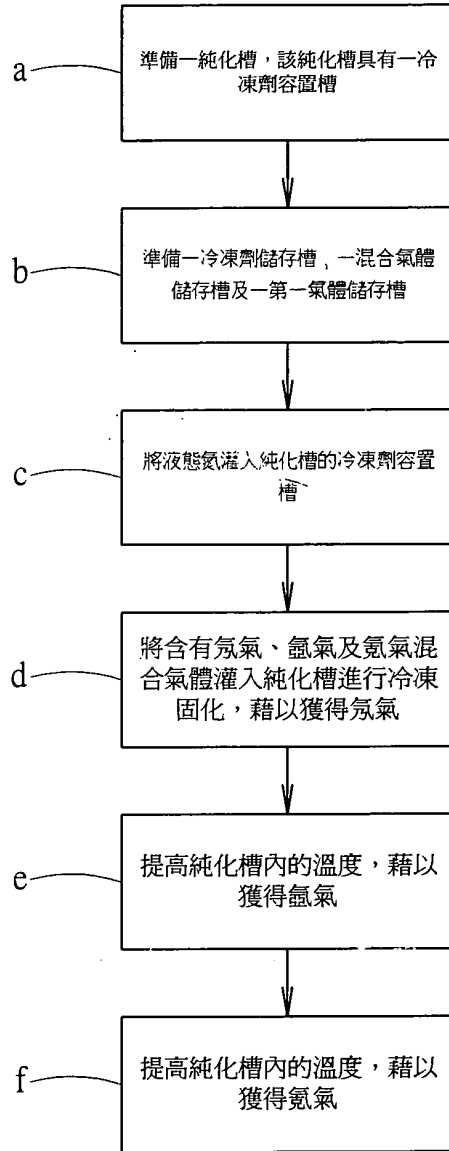 a
準備一純化槽，該純化槽具有一冷
凍劑容置槽
b
準備一冷凍劑儲存槽、一混合氣體
儲存槽及一第一氣體儲存槽
c
將液態氮灌入純化槽的冷凍劑容置
槽
d
將含有氖氣、氬氣及氪氣混
合氣體灌入純化槽進行冷凍
固化，藉以獲得氖氣
e
提高純化槽內的溫度，藉以
獲得氬氣
f
提高純化槽內的溫度，藉以
獲得氪氣